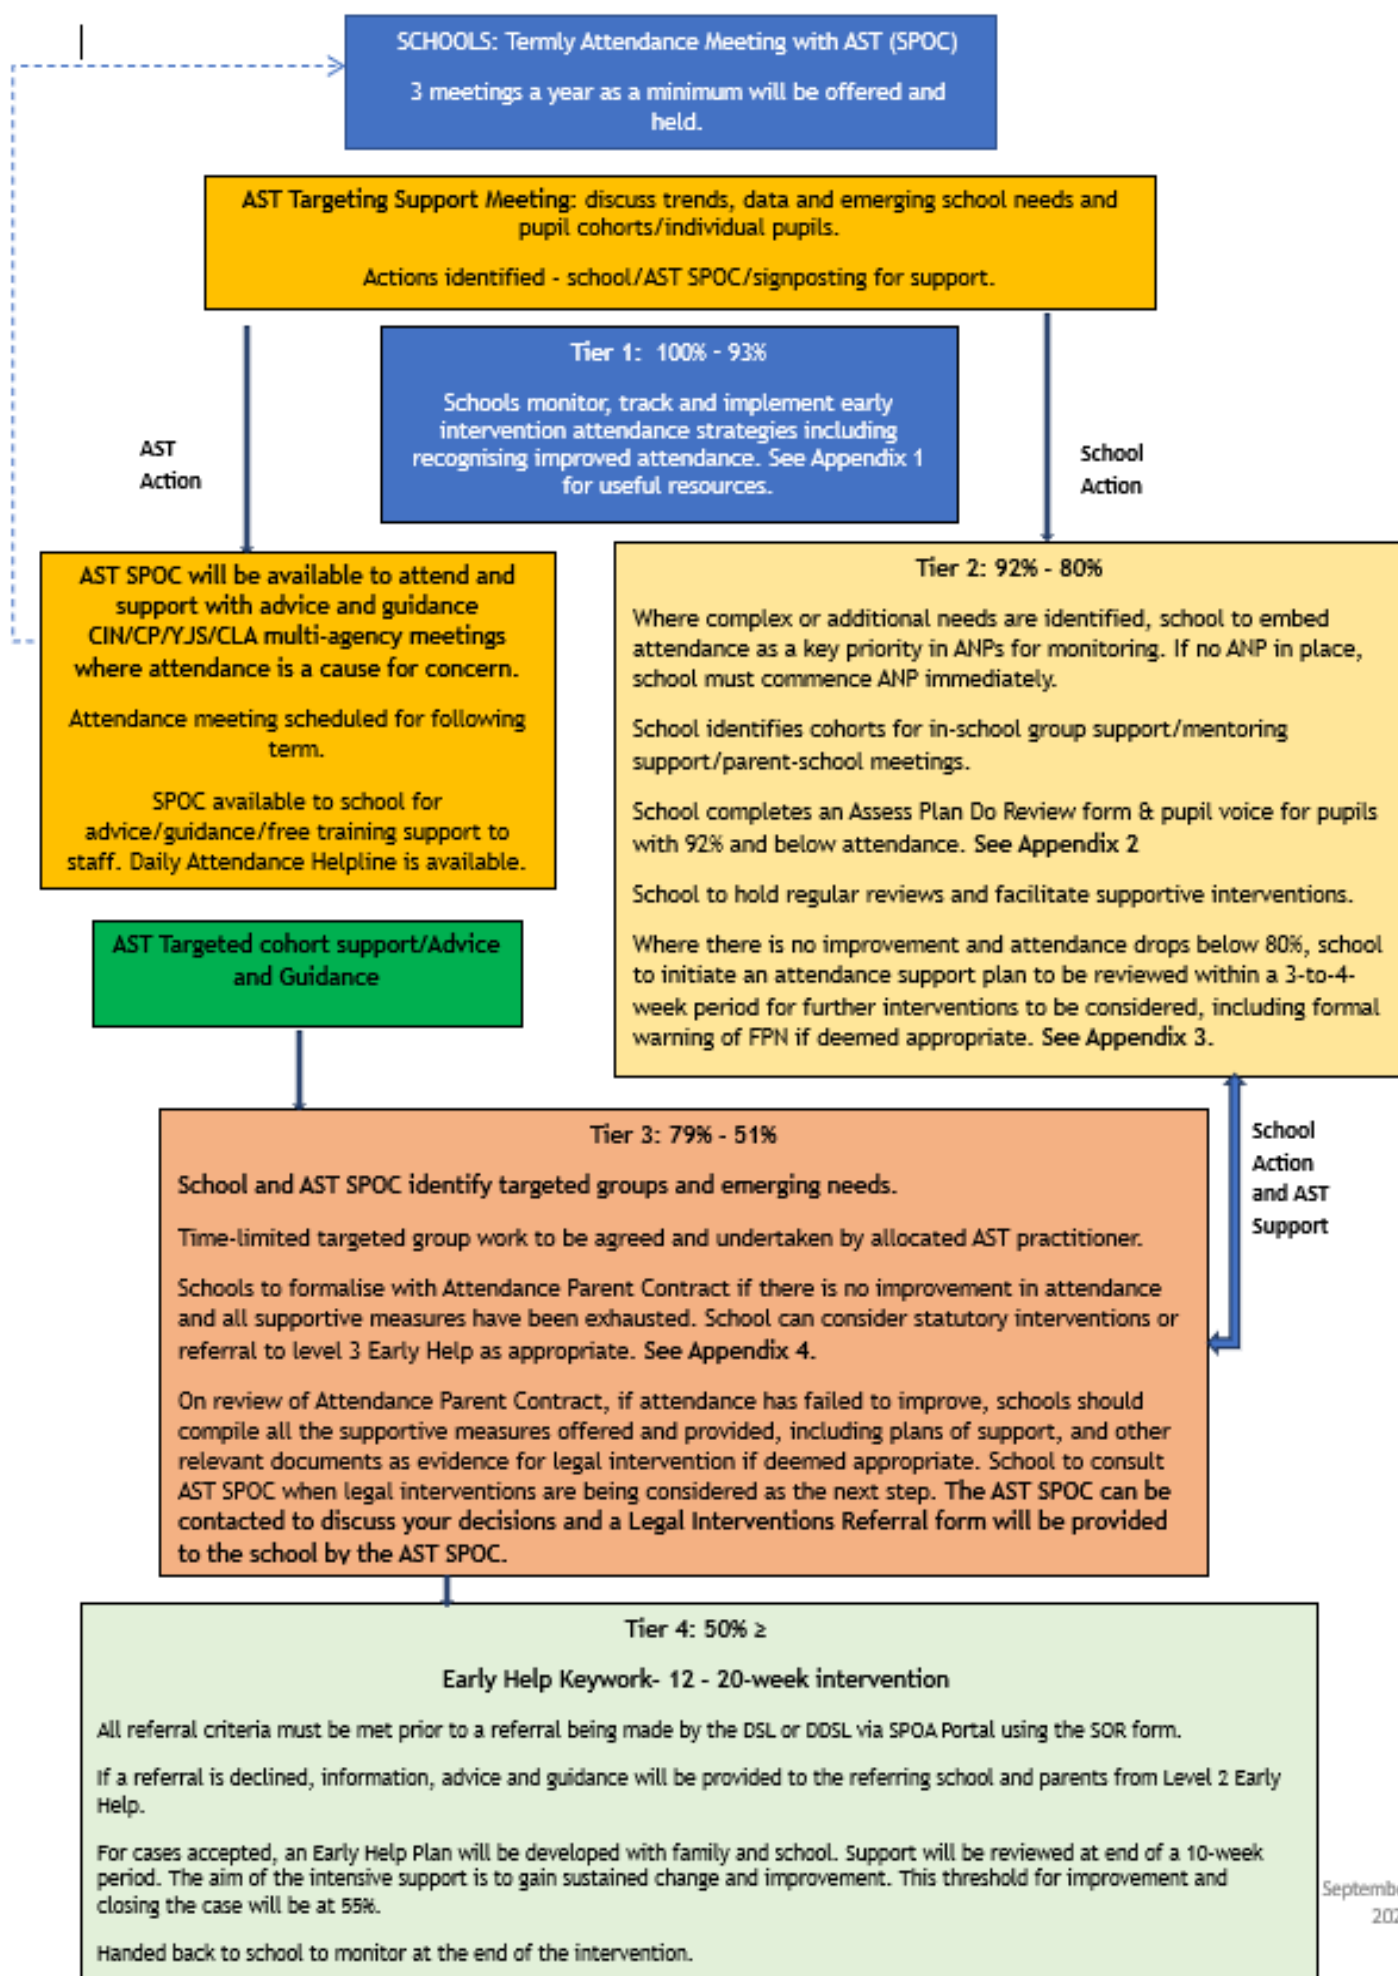 SCHOOLS: Termly Attendance Meeting with AST (SPOC)
3 meetings a year as a minimum will be offered and
held.
AST Targeting Support Meeting: discuss trends, data and emerging school needs and
pupil cohorts/individual pupils.
Actions identified - school/AST SPOC/signposting for support.
Tier 1: 100% - 93%
Schools monitor, track and implement early
intervention attendance strategies including
recognising improved attendance. See Appendix 1
for useful resources.
AST
Action
School
Action
AST SPOC will be available to attend and
support with advice and guidance
CIN/CP/YJS/CLA multi-agency meetings
where attendance is a cause for concern.
Attendance meeting scheduled for following
term.
SPOC available to school for
advice/guidance/free training support to
staff. Daily Attendance Helpline is available.
Tier 2: 92% - 80%
Where complex or additional needs are identified, school to embed
attendance as a key priority in ANPs for monitoring. If no ANP in place,
school must commence ANP immediately.
School identifies cohorts for in-school group support/mentoring
support/parent-school meetings.
School completes an Assess Plan Do Review form & pupil voice for pupils
with 92% and below attendance. See Appendix 2
School to hold regular reviews and facilitate supportive interventions.
Where there is no improvement and attendance drops below 80%, school
to initiate an attendance support plan to be reviewed within a 3-to-4-
week period for further interventions to be considered, including formal
warning of FPN if deemed appropriate. See Appendix 3.
AST Targeted cohort support/Advice
and Guidance
School
Action
and AST
Support
Tier 3: 79% - 51%
School and AST SPOC identify targeted groups and emerging needs.
Time-limited targeted group work to be agreed and undertaken by allocated AST practitioner.
Schools to formalise with Attendance Parent Contract if there is no improvement in attendance
and all supportive measures have been exhausted. School can consider statutory interventions or
referral to level 3 Early Help as appropriate. See Appendix 4.
On review of Attendance Parent Contract, if attendance has failed to improve, schools should
compile all the supportive measures offered and provided, including plans of support, and other
relevant documents as evidence for legal intervention if deemed appropriate. School to consult
AST SPOC when legal interventions are being considered as the next step. The AST SPOC can be
contacted to discuss your decisions and a Legal Interventions Referral form will be provided
to the school by the AST SPOC.
Tier 4: 50% ≥
Early Help Keywork- 12 - 20-week intervention
All referral criteria must be met prior to a referral being made by the DSL or DDSL via SPOA Portal using the SOR form.
If a referral is declined, information, advice and guidance will be provided to the referring school and parents from Level 2 Early
Help.
For cases accepted, an Early Help Plan will be developed with family and school. Support will be reviewed at end of a 10-week
period. The aim of the intensive support is to gain sustained change and improvement. This threshold for improvement and
closing the case will be at 55%.
Handed back to school to monitor at the end of the intervention.